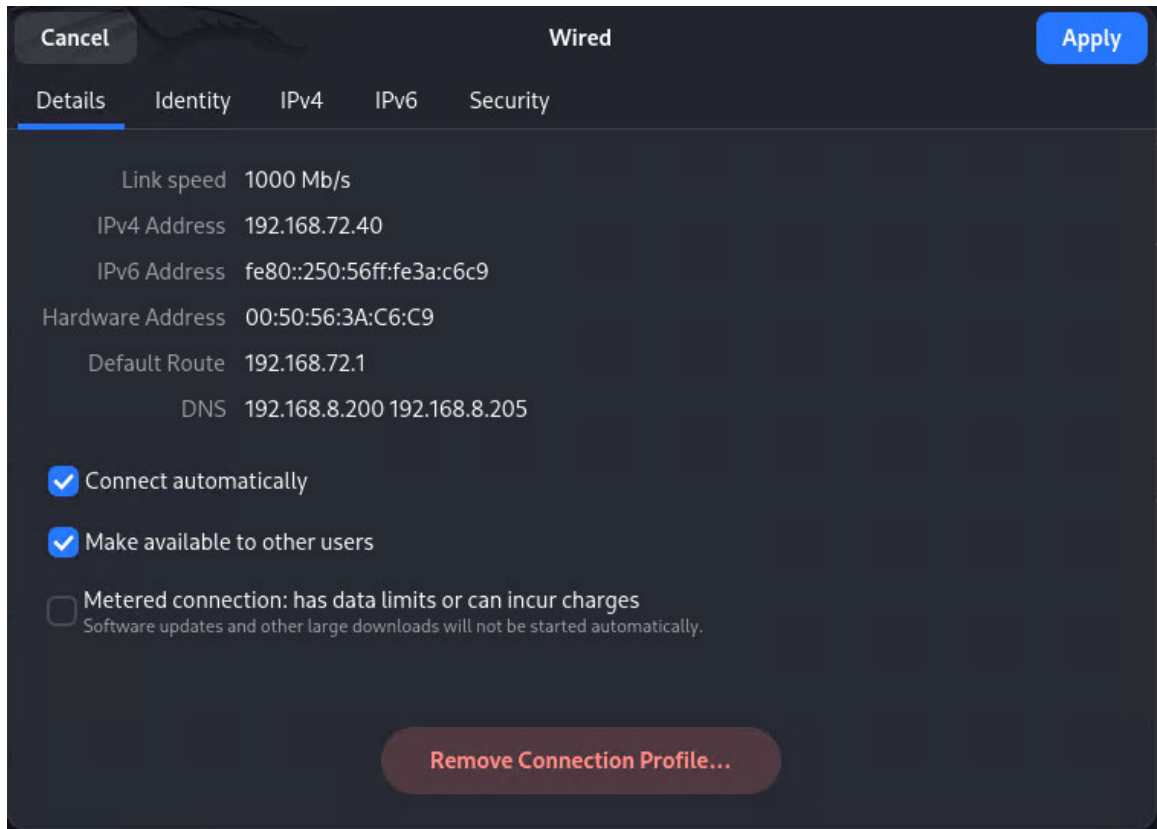 Cancel Wired Apply
Details Identity IPv4 IPv6 Security
Link speed 1000 Mb/s
IPv4 Address 192.168.72.40
IPv6 Address fe80::250:56ff:fe3a:c6c9
Hardware Address 00:50:56:3A:C6:C9
Default Route 192.168.72.1
DNS 192.168.8.200 192.168.8.205
Connect automatically
Make available to other users
Metered connection: has data limits or can incur charges
Software updates and other large downloads will not be started automatically.
Remove Connection Profile...